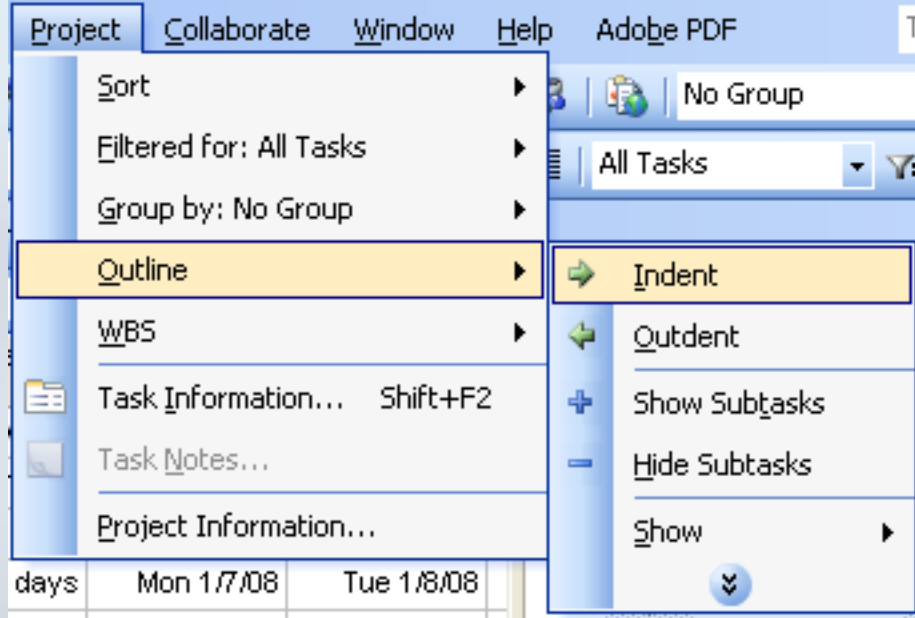 Project Collaborate Window Help Adobe PDF
No Group
All Tasks
Sort
Filtered for: All Tasks
Group by: No Group
Outline
WBS
Task Information... Shift+F2
Task Notes...
Project Information...
Indent
Outdent
Show Subtasks
Hide Subtasks
Show
days Mon 1/7/08 Tue 1/8/08